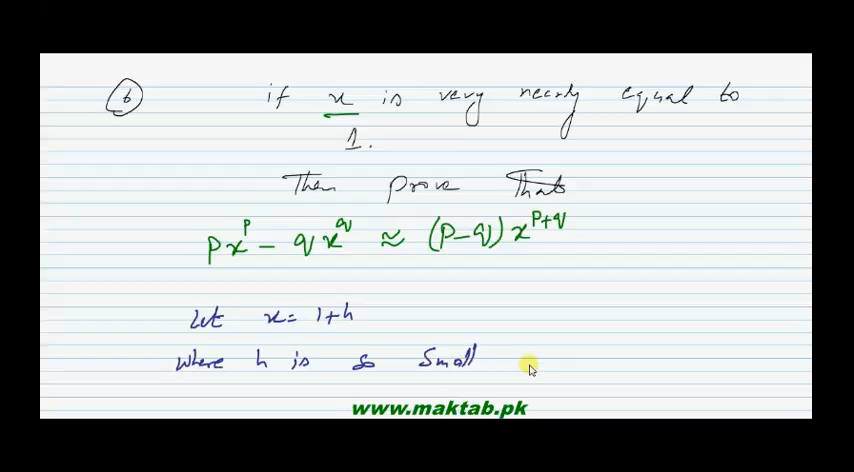 6 if x is very nearly equal to
1.
Then prove that
px^p - qx^q ≈ (p-q)x^{p+q}
Let x = 1+h
where h is so small
www.maktab.pk